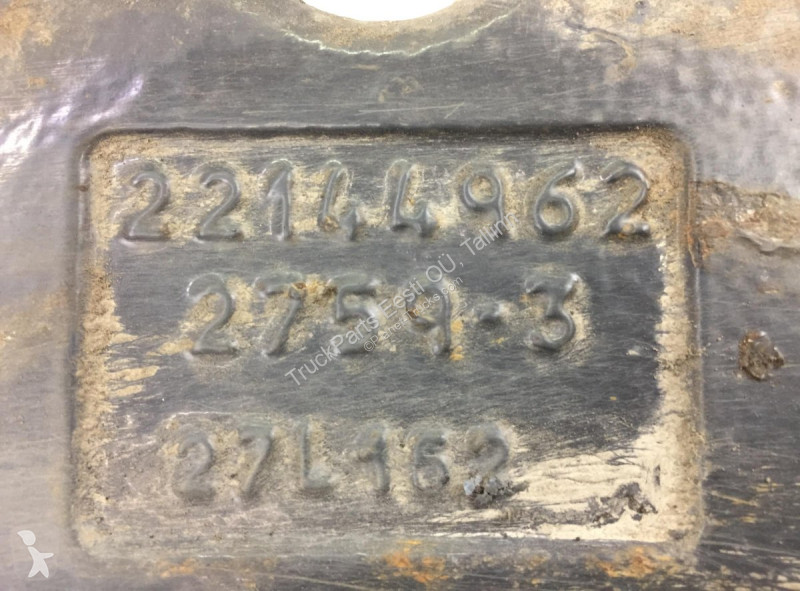 22144962
2759-3
27L162
TruckParts Eesti OÜ, Tallinn